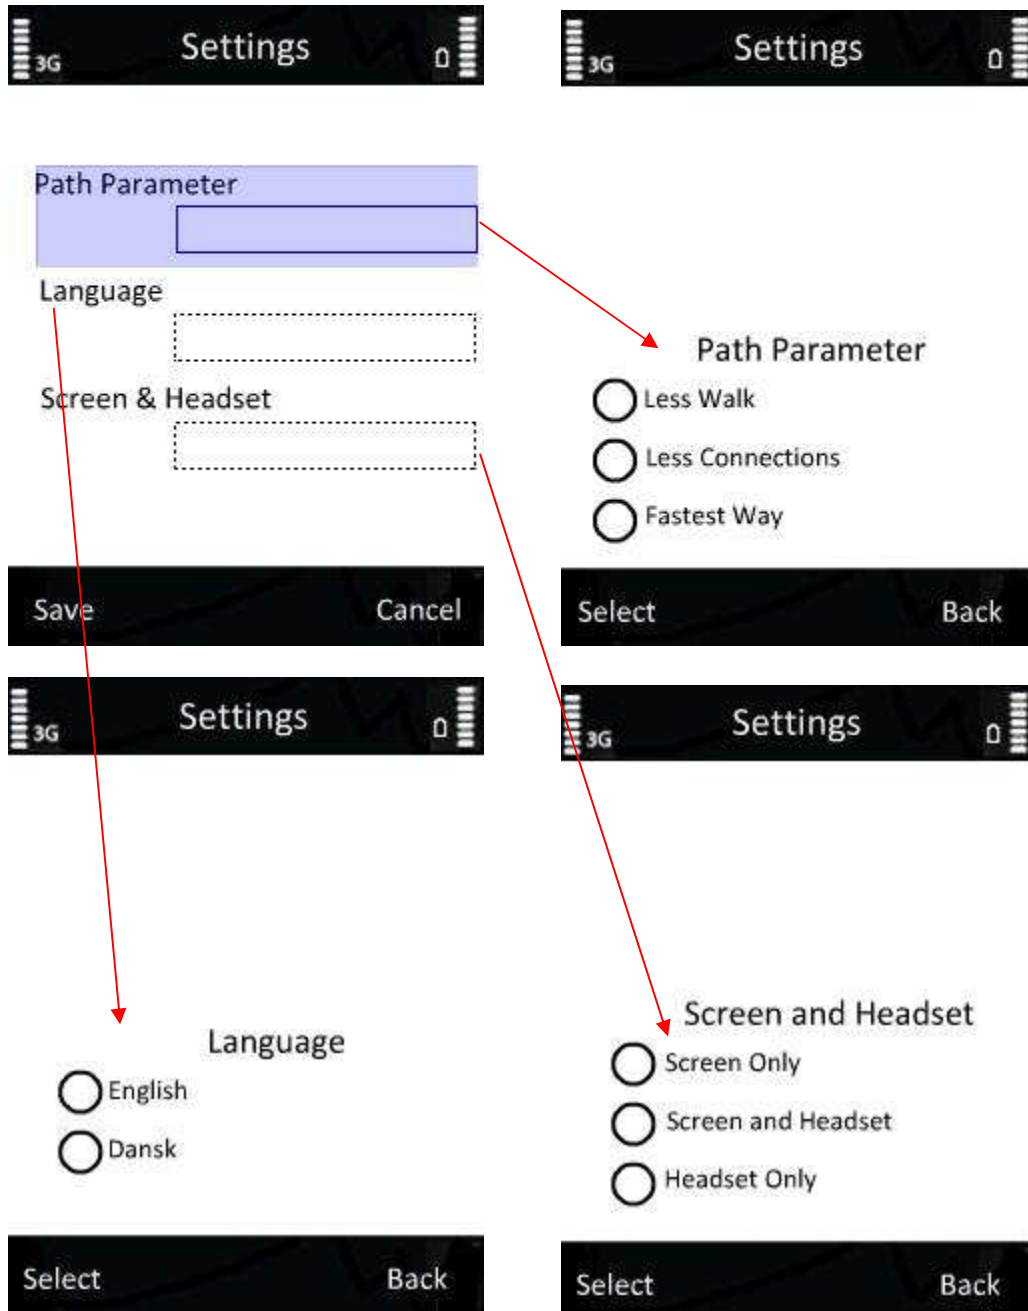 3G Settings
Path Parameter
Language
Screen & Headset
Save Cancel
3G Settings
Path Parameter
Less Walk
Less Connections
Fastest Way
Select Back
3G Settings
Language
English
Dansk
Select Back
3G Settings
Screen and Headset
Screen Only
Screen and Headset
Headset Only
Select Back